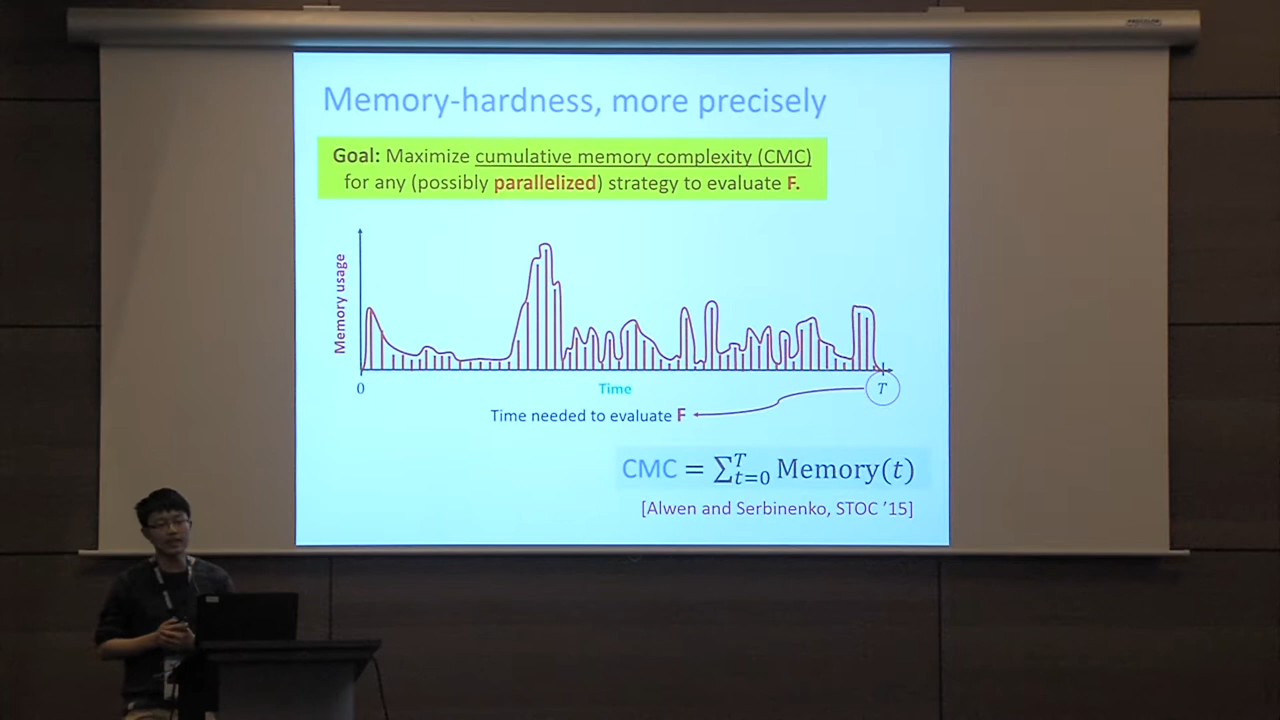 Memory-hardness, more precisely
Goal: Maximize cumulative memory complexity (CMC)
for any (possibly parallelized) strategy to evaluate F.
Memory usage
0
Time
T
Time needed to evaluate F
CMC = ∑_{t=0}^{T} Memory(t)
[Alwen and Serbinenko, STOC '15]